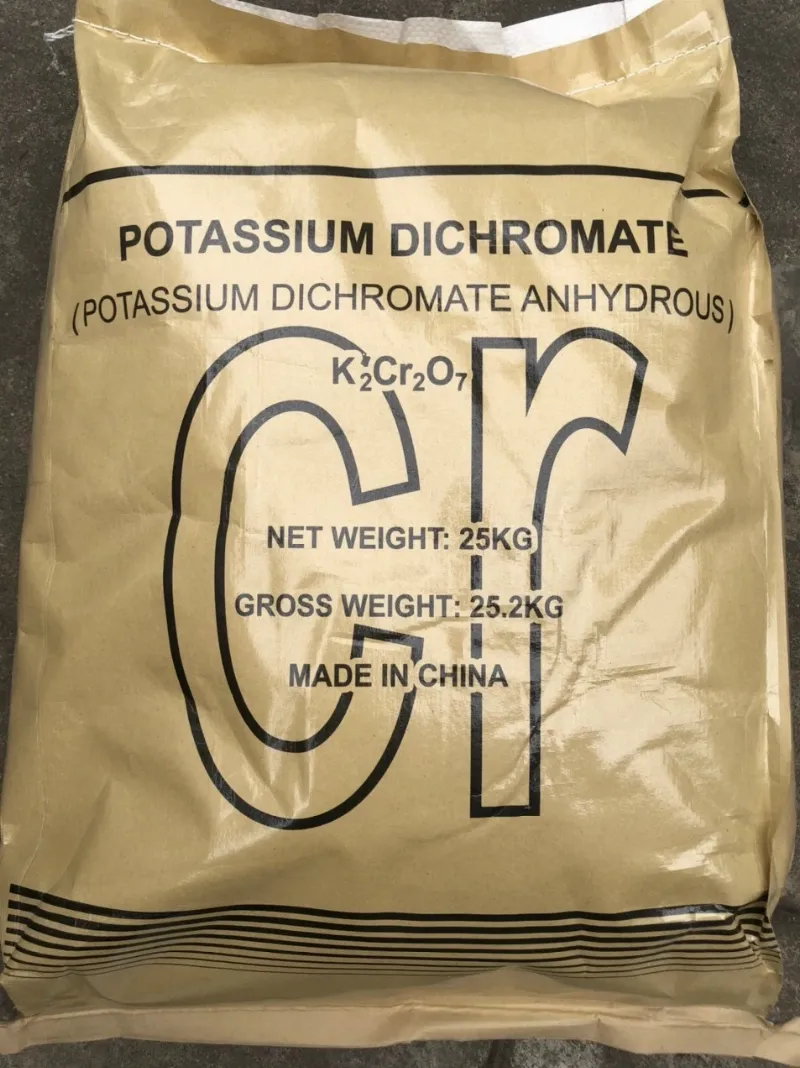 POTASSIUM DICHROMATE
(POTASSIUM DICHROMATE ANHYDROUS)
K₂Cr₂O₇
Cr
NET WEIGHT: 25KG
GROSS WEIGHT: 25.2KG
MADE IN CHINA